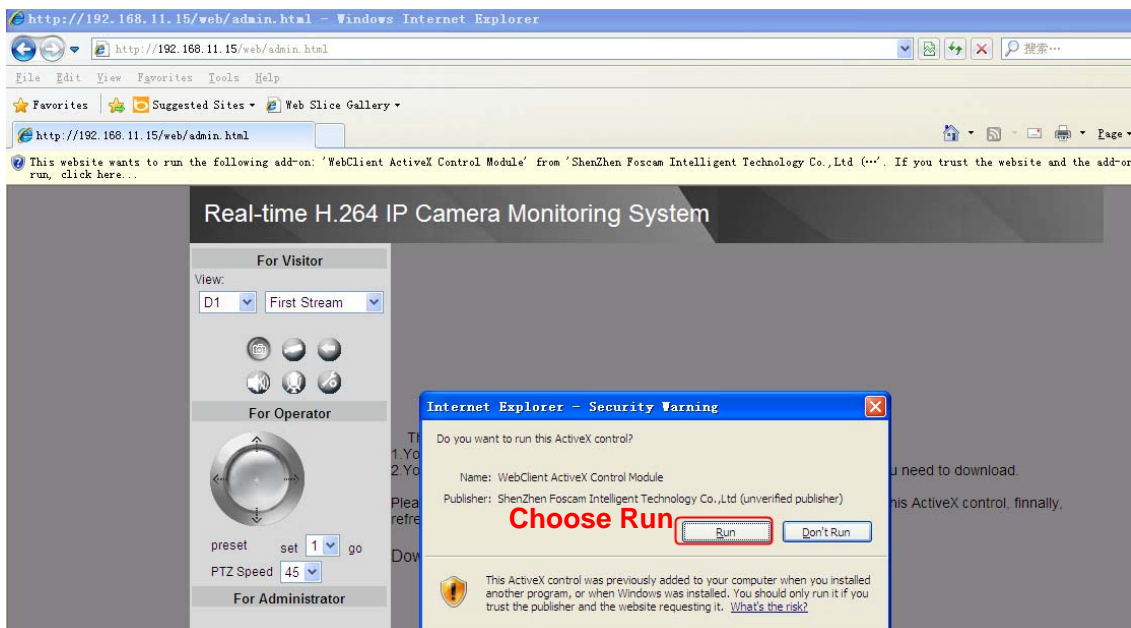 http://192.168.11.15/web/admin.html - Windows Internet Explorer
http://192.168.11.15/web/admin.html
搜索…
File Edit View Favorites Tools Help
Favorites Suggested Sites Web Slice Gallery
http://192.168.11.15/web/admin.html
Page
This website wants to run the following add-on: 'WebClient ActiveX Control Module' from 'ShenZhen Foscam Intelligent Technology Co.,Ltd (…'. If you trust the website and the add-on
run, click here...
Real-time H.264 IP Camera Monitoring System
For Visitor
View:
D1 First Stream
For Operator
preset set 1 go
PTZ Speed 45
For Administrator
Internet Explorer - Security Warning
Do you want to run this ActiveX control?
Name: WebClient ActiveX Control Module
Publisher: ShenZhen Foscam Intelligent Technology Co.,Ltd (unverified publisher)
Choose Run
Run Don't Run
This ActiveX control was previously added to your computer when you installed
another program, or when Windows was installed. You should only run it if you
trust the publisher and the website requesting it. What's the risk?
1.
2.
need to download.
ActiveX control, finnally,